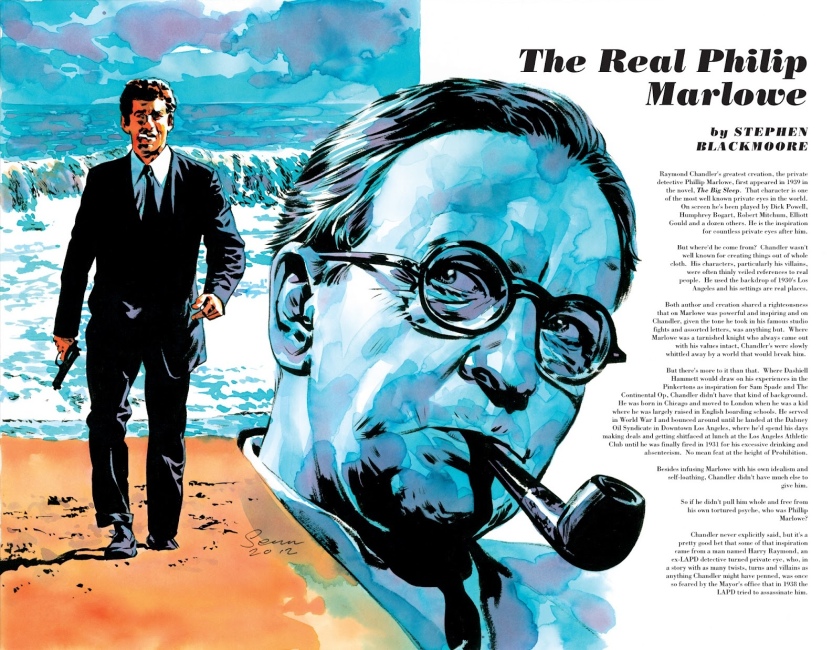 The Real Philip
Marlowe
by STEPHEN
BLACKMOORE
Raymond Chandler's greatest creation, the private
detective Phillip Marlowe, first appeared in 1939 in
the novel, The Big Sleep. That character is one
of the most well known private eyes in the world.
On screen he's been played by Dick Powell,
Humphrey Bogart, Robert Mitchum, Elliott
Gould and a dozen others. He is the inspiration
for countless private eyes after him.
But where'd he come from? Chandler wasn't
well known for creating things out of whole
cloth. His characters, particularly his villains,
were often thinly veiled references to real
people. He used the backdrop of 1930's Los
Angeles and his settings are real places.
Both author and creation shared a righteousness
that on Marlowe was powerful and inspiring and on
Chandler, given the tone he took in his famous studio
fights and assorted letters, was anything but. Where
Marlowe was a tarnished knight who always came out
with his values intact, Chandler's were slowly
whittled away by a world that would break him.
But there's more to it than that. Where Dashiell
Hammett would draw on his experiences in the
Pinkertons as inspiration for Sam Spade and The
Continental Op, Chandler didn't have that kind of background.
He was born in Chicago and moved to London when he was a kid
where he was largely raised in English boarding schools. He served
in World War I and bounced around until he landed at the Dabney
Oil Syndicate in Downtown Los Angeles, where he'd spend his days
making deals and getting shitfaced at lunch at the Los Angeles Athletic
Club until he was finally fired in 1931 for his excessive drinking and
absenteeism. No mean feat at the height of Prohibition.
Besides infusing Marlowe with his own idealism and
self-loathing, Chandler didn't have much else to
give him.
So if he didn't pull him whole and free from
his own tortured psyche, who was Phillip
Marlowe?
Chandler never explicitly said, but it's a
pretty good bet that some of that inspiration
came from a man named Harry Raymond, an
ex-LAPD detective turned private eye, who, in
a story with as many twists, turns and villains as
anything Chandler might have penned, was once
so feared by the Mayor's office that in 1938 the
LAPD tried to assassinate him.
2012